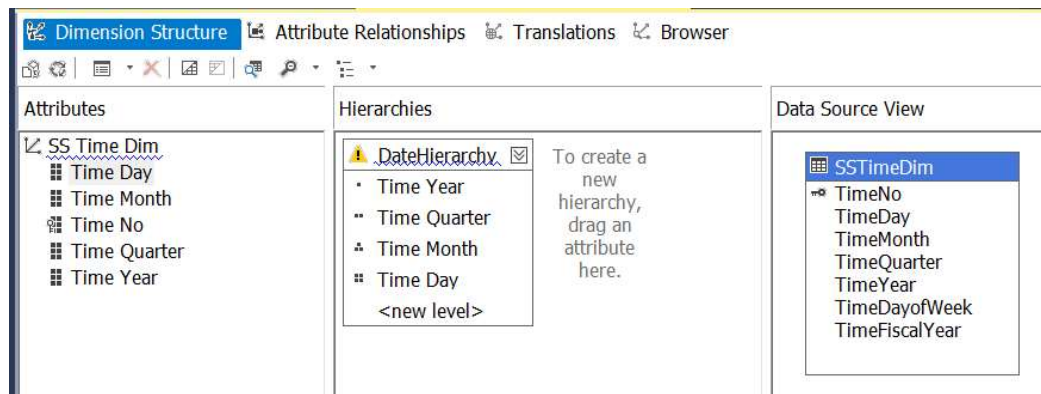 Dimension Structure Attribute Relationships Translations Browser
Attributes
SS Time Dim
Time Day
Time Month
Time No
Time Quarter
Time Year
Hierarchies
DateHierarchy
Time Year
Time Quarter
Time Month
Time Day
<new level>
To create a
new
hierarchy,
drag an
attribute
here.
Data Source View
SSTimeDim
TimeNo
TimeDay
TimeMonth
TimeQuarter
TimeYear
TimeDayofWeek
TimeFiscalYear